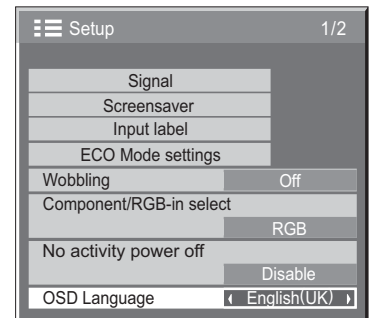 Setup 1/2
Signal
Screensaver
Input label
ECO Mode settings
Wobbling Off
Component/RGB-in select
RGB
No activity power off
Disable
OSD Language English(UK)